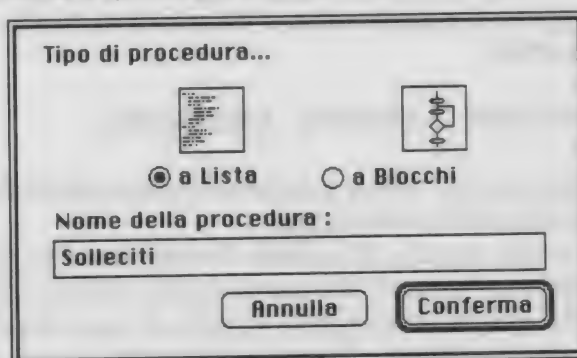 Tipo di procedura...
a Lista
a Blocchi
Nome della procedura :
Solleciti
Annulla
Conferma